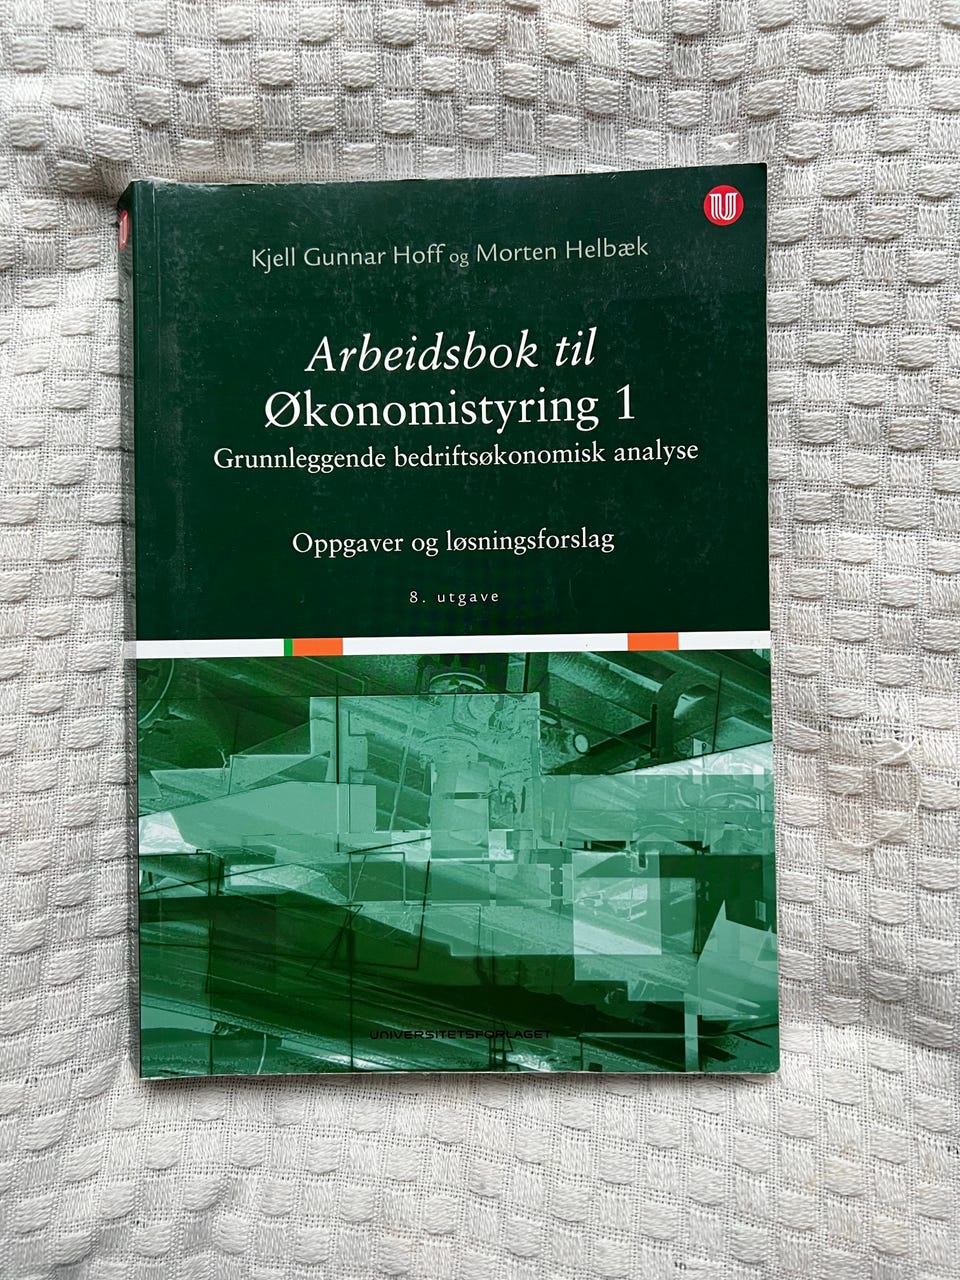 Kjell Gunnar Hoff og Morten Helbæk
Arbeidsbok til
Økonomistyring 1
Grunnleggende bedriftsøkonomisk analyse
Oppgaver og løsningsforslag
8. utgave
UNIVERSITETSFORLAGET